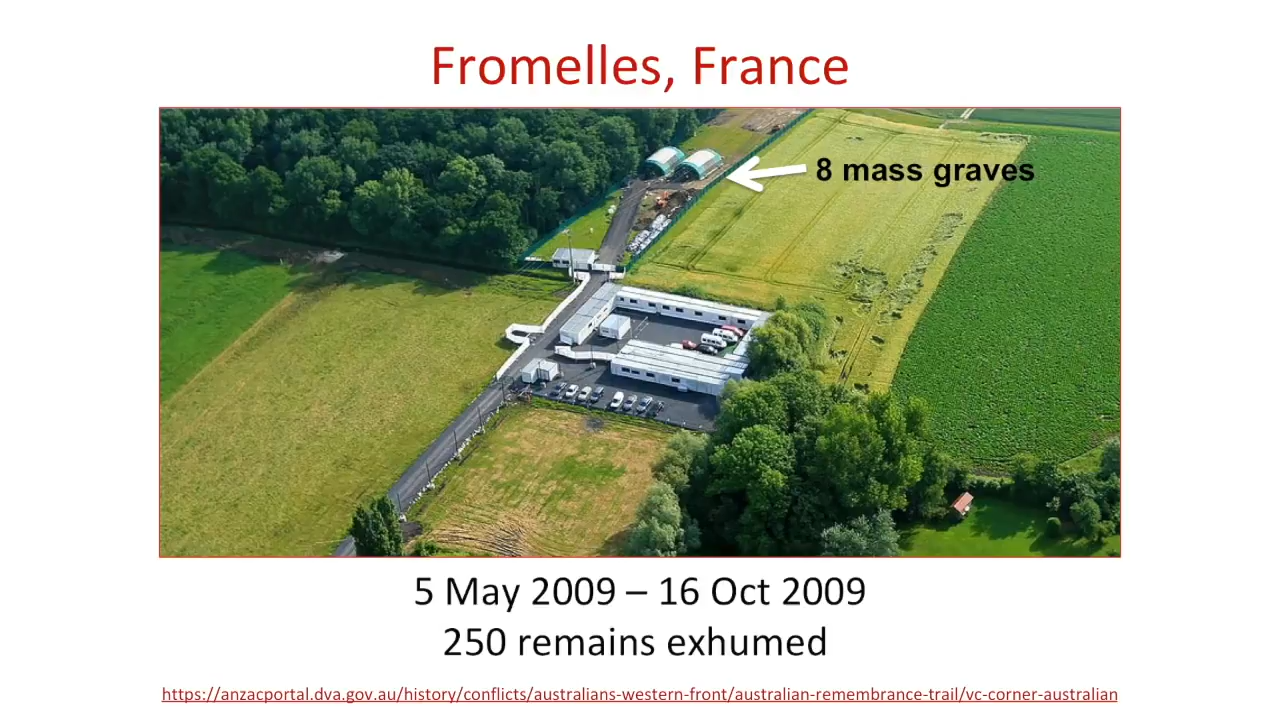 Fromelles, France
8 mass graves
5 May 2009 – 16 Oct 2009
250 remains exhumed
https://anzacportal.dva.gov.au/history/conflicts/australians-western-front/australian-remembrance-trail/vc-corner-australian